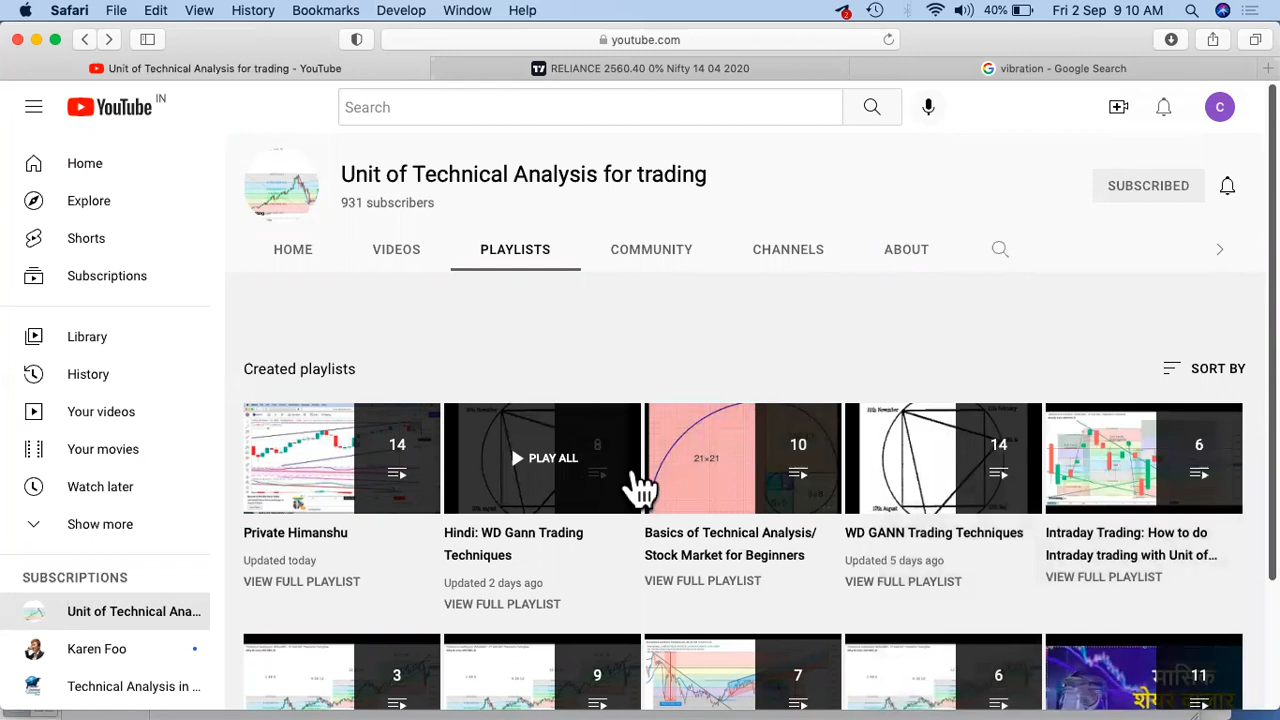 Safari File Edit View History Bookmarks Develop Window Help 2 40% Fri 2 Sep 9:10 AM
youtube.com
Unit of Technical Analysis for trading - YouTube RELIANCE 2560.40 0% Nifty 14 04 2020 vibration - Google Search
YouTube IN
Search
C
Home
Explore
Shorts
Subscriptions
Library
History
Your videos
Your movies
Watch later
Show more
SUBSCRIPTIONS
Unit of Technical Ana...
Karen Foo
Technical Analysis in ...
Unit of Technical Analysis for trading
931 subscribers
SUBSCRIBED
HOME VIDEOS PLAYLISTS COMMUNITY CHANNELS ABOUT
Created playlists
SORT BY
14
Private Himanshu
Updated today
VIEW FULL PLAYLIST
PLAY ALL
8
Hindi: WD Gann Trading
Techniques
Updated 2 days ago
VIEW FULL PLAYLIST
21×21
10
Basics of Technical Analysis/
Stock Market for Beginners
VIEW FULL PLAYLIST
14
WD GANN Trading Techniques
Updated 5 days ago
VIEW FULL PLAYLIST
6
Intraday Trading: How to do
Intraday trading with Unit of...
VIEW FULL PLAYLIST
3
9
7
6
11
मासिक
शेयर बाजार